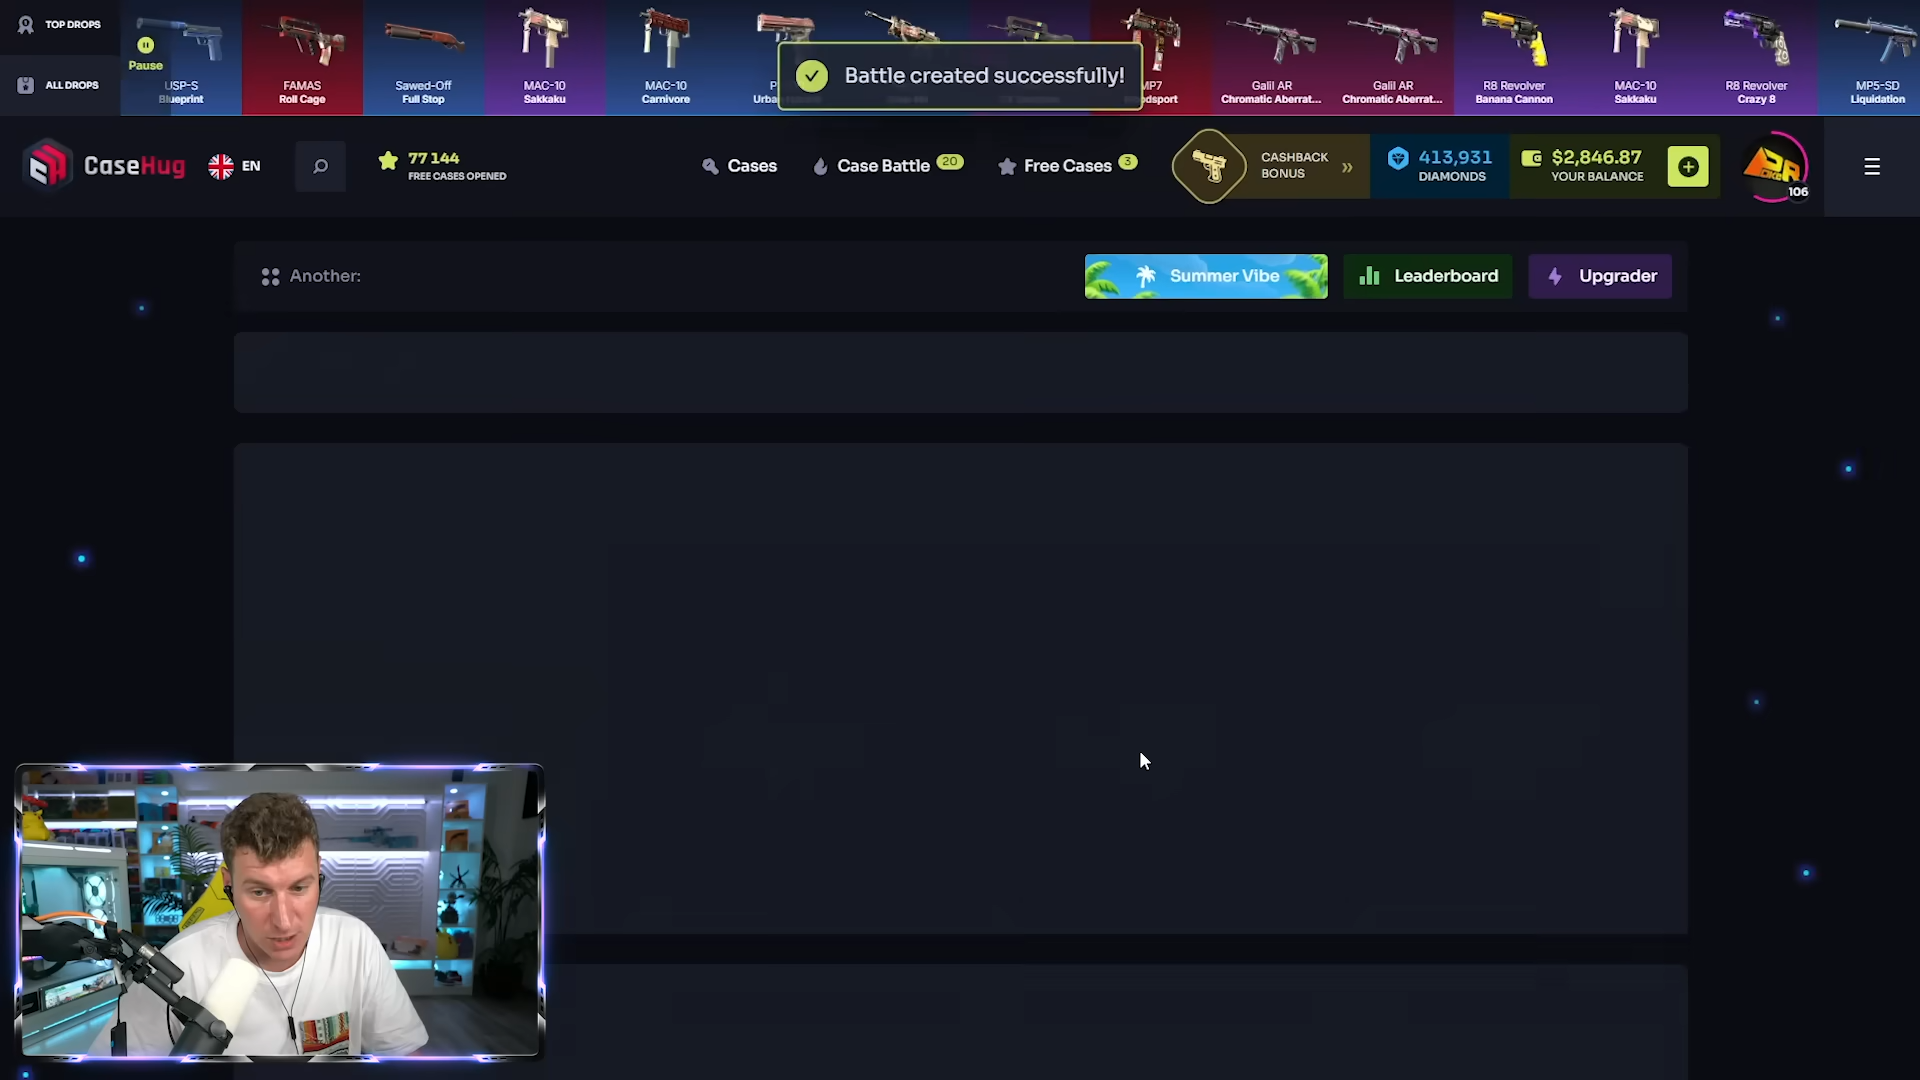 TOP DROPS
ALL DROPS
Pause
USP-S
Blueprint
FAMAS
Roll Cage
Sawed-Off
Full Stop
MAC-10
Sakkaku
MAC-10
Carnivore
Battle created successfully!
Galil AR
Chromatic Aberrat...
Galil AR
Chromatic Aberrat...
R8 Revolver
Banana Cannon
MAC-10
Sakkaku
R8 Revolver
Crazy 8
MP5-SD
Liquidation
CaseHug
EN
77 144
FREE CASES OPENED
Cases
Case Battle 20
Free Cases 3
CASHBACK
BONUS
413,931
DIAMONDS
$2,846.87
YOUR BALANCE
106
Another:
Summer Vibe
Leaderboard
Upgrader